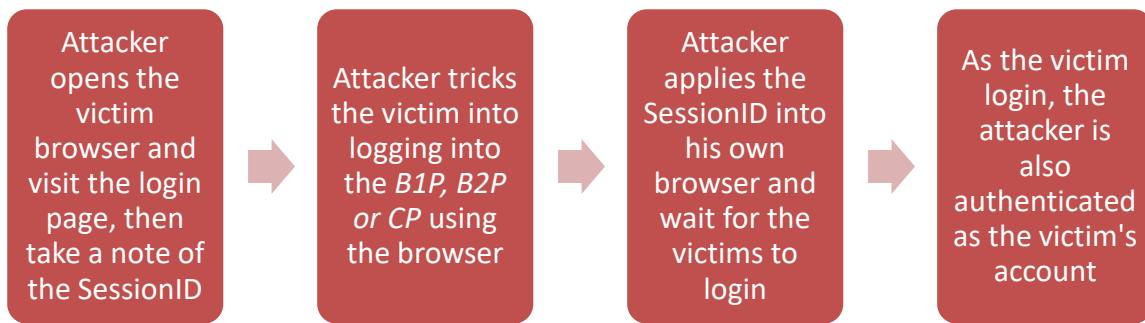 Attacker
opens the
victim
browser and
visit the login
page, then
take a note of
the SessionID
Attacker tricks
the victim into
logging into
the B1P, B2P
or CP using
the browser
Attacker
applies the
SessionID into
his own
browser and
wait for the
victims to
login
As the victim
login, the
attacker is
also
authenticated
as the victim's
account